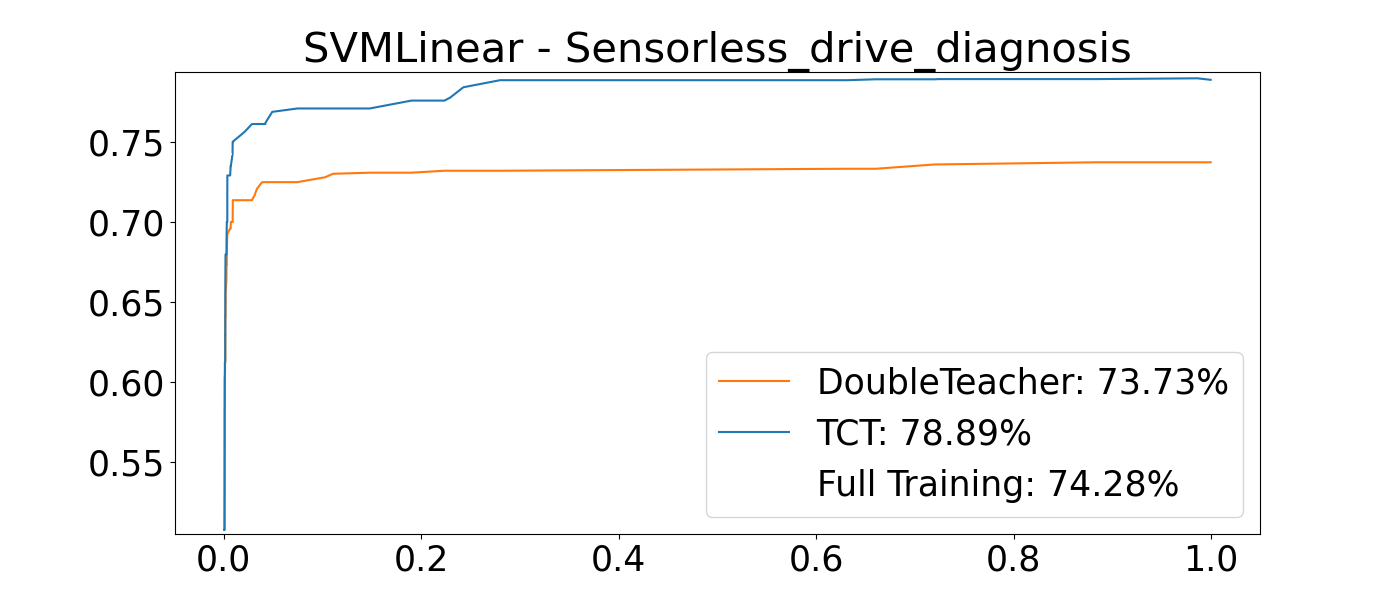 SVMLinear - Sensorless_drive_diagnosis
0.75
0.70
0.65
0.60
0.55
DoubleTeacher: 73.73%
TCT: 78.89%
Full Training: 74.28%
0.0 0.2 0.4 0.6 0.8 1.0